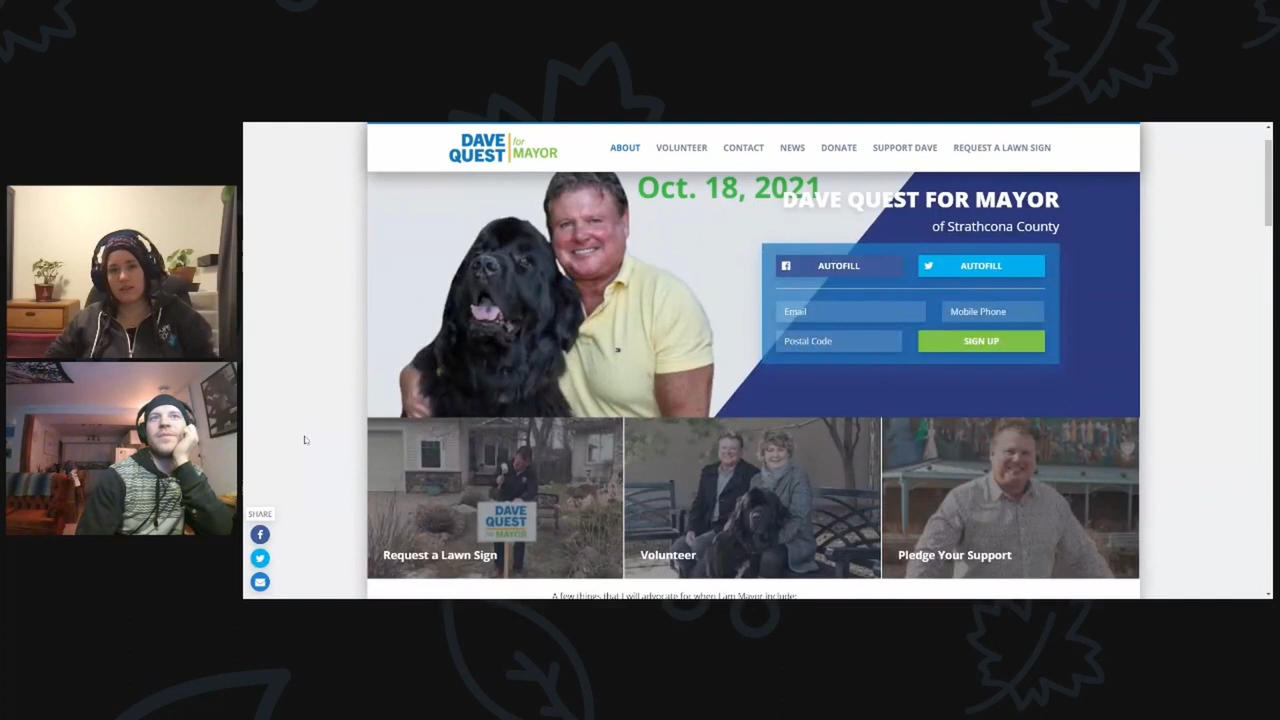 DAVE QUEST for MAYOR
ABOUT VOLUNTEER CONTACT NEWS DONATE SUPPORT DAVE REQUEST A LAWN SIGN
Oct. 18, 2021
DAVE QUEST FOR MAYOR
of Strathcona County
AUTOFILL AUTOFILL
Email Mobile Phone
Postal Code SIGN UP
DAVE
QUEST
for MAYOR
Request a Lawn Sign Volunteer Pledge Your Support
SHARE
A few things that I will advocate for when I am Mayor include: